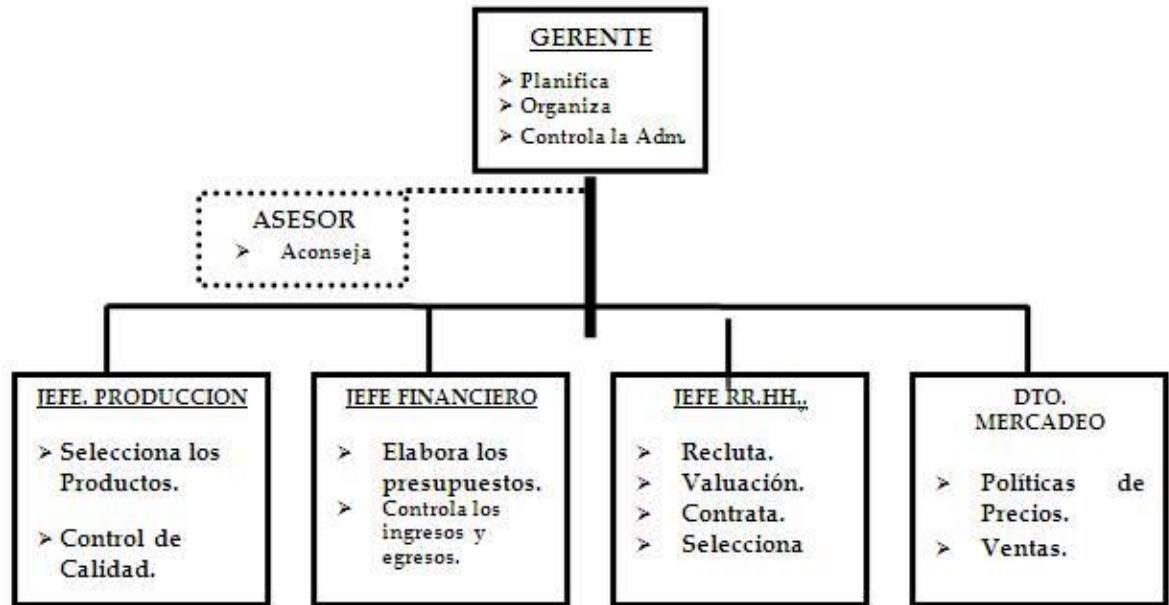 GERENTE
➢ Planifica
➢ Organiza
➢ Controla la Adm.
ASESOR
➢ Aconseja
JEFE. PRODUCCION
➢ Selecciona los
Productos.
➢ Control de
Calidad.
JEFE FINANCIERO
➢ Elabora los
presupuestos.
➢ Controla los
ingresos y
egresos.
JEFE RR.HH.,
➢ Recluta.
➢ Valuación.
➢ Contrata.
➢ Selecciona
DTO.
MERCADEO
➢ Políticas de
Precios.
➢ Ventas.